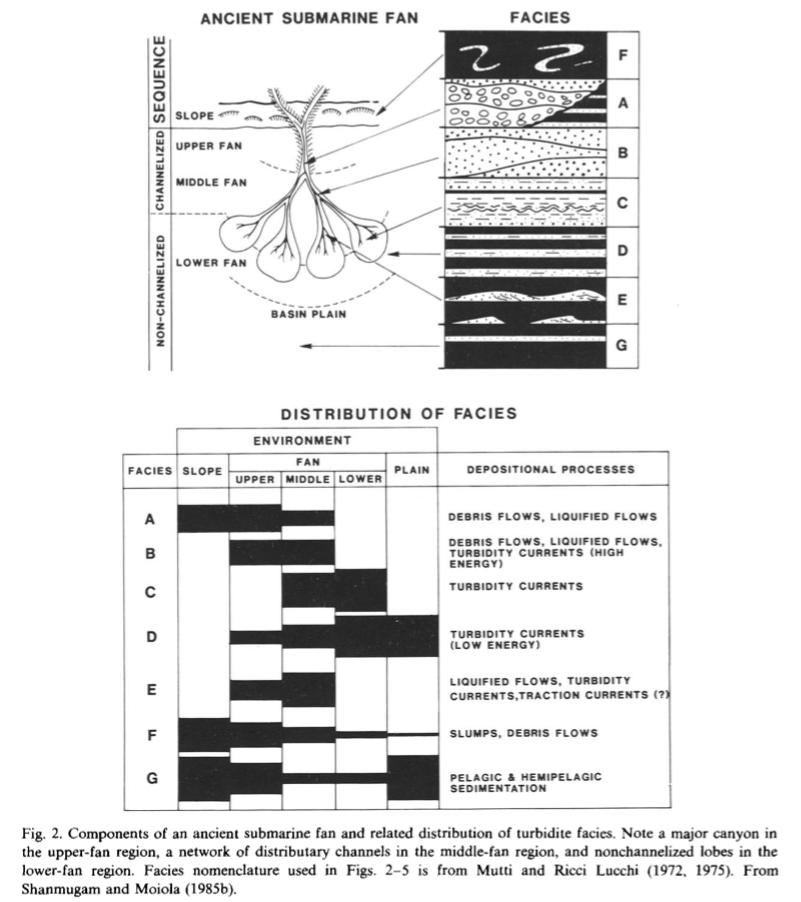 ANCIENT SUBMARINE FAN
FACIES
SEQUENCE
CHANNELIZED
NON-CHANNELIZED
SLOPE
UPPER FAN
MIDDLE FAN
LOWER FAN
BASIN PLAIN
F
A
B
C
D
E
G
DISTRIBUTION OF FACIES
ENVIRONMENT
FACIES
SLOPE
FAN
UPPER
MIDDLE
LOWER
PLAIN
DEPOSITIONAL PROCESSES
A
DEBRIS FLOWS, LIQUIFIED FLOWS
B
DEBRIS FLOWS, LIQUIFIED FLOWS,
TURBIDITY CURRENTS (HIGH
ENERGY)
C
TURBIDITY CURRENTS
D
TURBIDITY CURRENTS
(LOW ENERGY)
E
LIQUIFIED FLOWS, TURBIDITY
CURRENTS,TRACTION CURRENTS (?)
F
SLUMPS, DEBRIS FLOWS
G
PELAGIC & HEMIPELAGIC
SEDIMENTATION
Fig. 2. Components of an ancient submarine fan and related distribution of turbidite facies. Note a major canyon in
the upper-fan region, a network of distributary channels in the middle-fan region, and nonchannelized lobes in the
lower-fan region. Facies nomenclature used in Figs. 2–5 is from Mutti and Ricci Lucchi (1972, 1975). From
Shanmugam and Moiola (1985b).